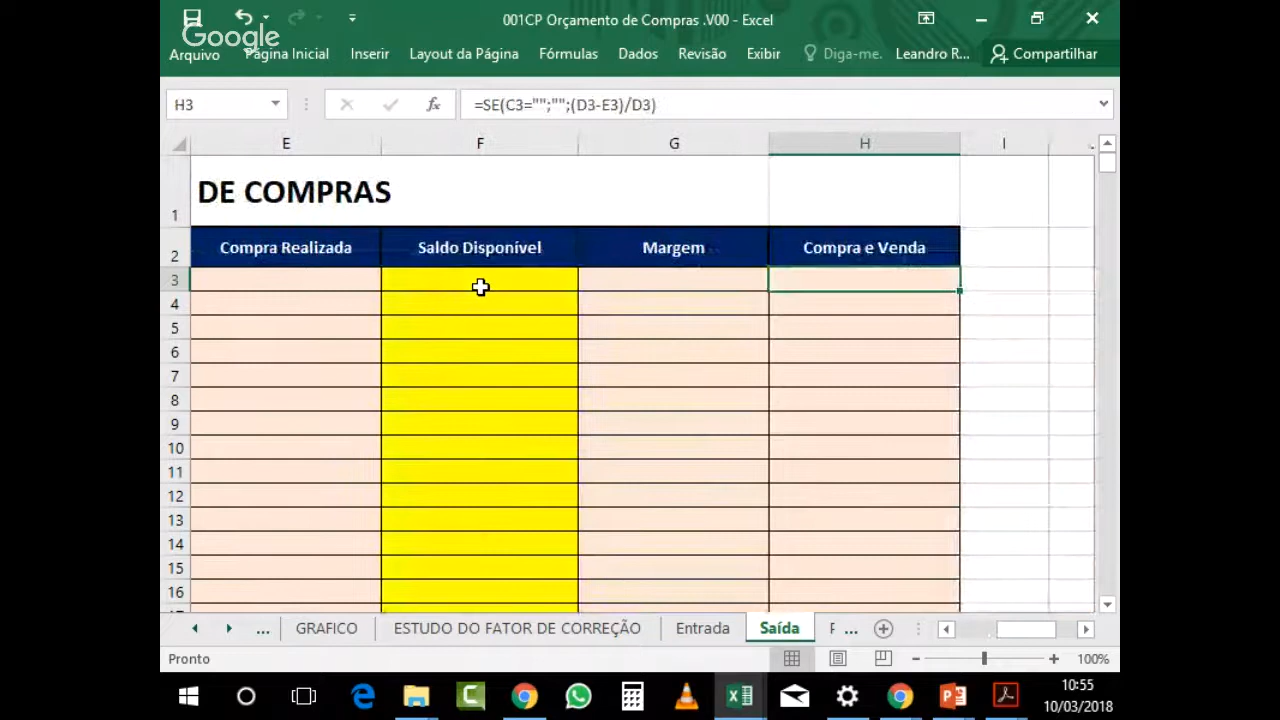 001CP Orçamento de Compras .V00 - Excel
Google
Arquivo Página Inicial Inserir Layout da Página Fórmulas Dados Revisão Exibir Diga-me. Leandro R... Compartilhar
H3 fx =SE(C3="";"";(D3-E3)/D3)
E F G H I
1 DE COMPRAS
2 Compra Realizada Saldo Disponível Margem Compra e Venda
3
4
5
6
7
8
9
10
11
12
13
14
15
16
... GRAFICO ESTUDO DO FATOR DE CORREÇÃO Entrada Saída ...
Pronto 100%
10:55
10/03/2018